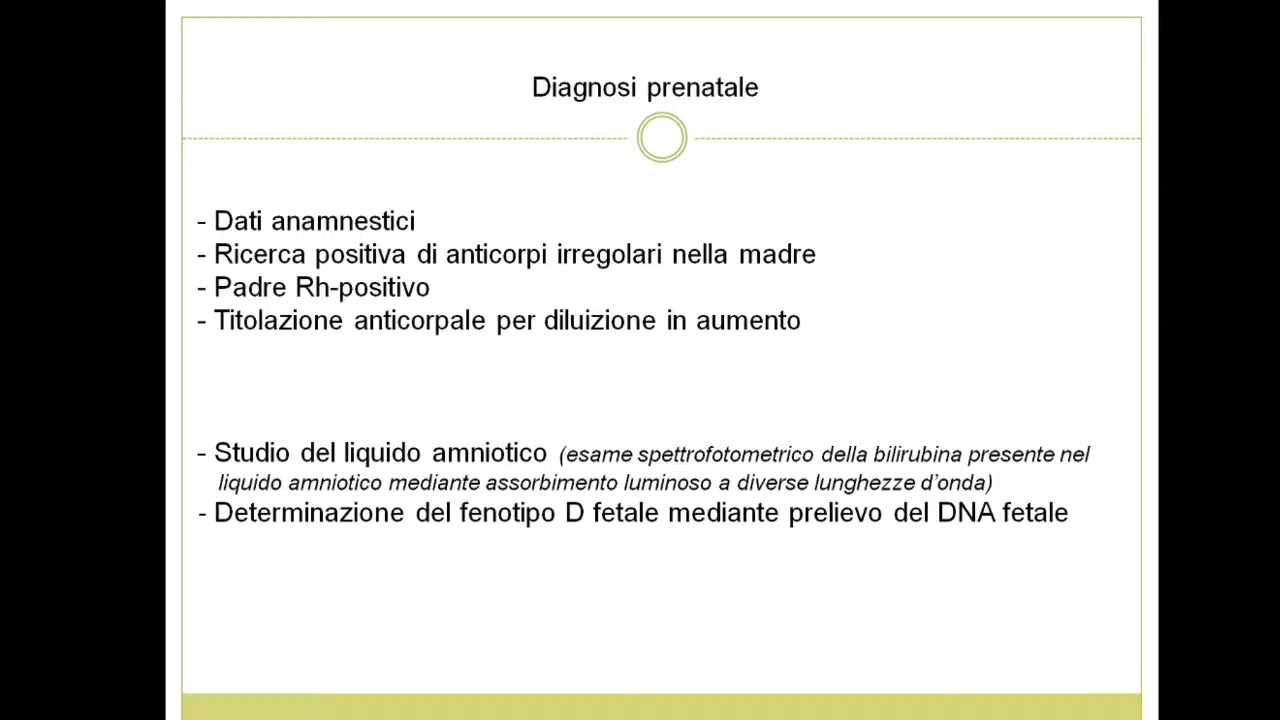 Diagnosi prenatale
- Dati anamnestici
- Ricerca positiva di anticorpi irregolari nella madre
- Padre Rh-positivo
- Titolazione anticorpale per diluizione in aumento
- Studio del liquido amniotico (esame spettrofotometrico della bilirubina presente nel
liquido amniotico mediante assorbimento luminoso a diverse lunghezze d'onda)
- Determinazione del fenotipo D fetale mediante prelievo del DNA fetale